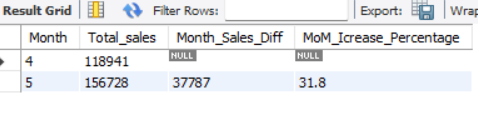 Result Grid Filter Rows: Export: Wrap
Month Total_sales Month_Sales_Diff MoM_Icrease_Percentage
4 118941 NULL NULL
5 156728 37787 31.8